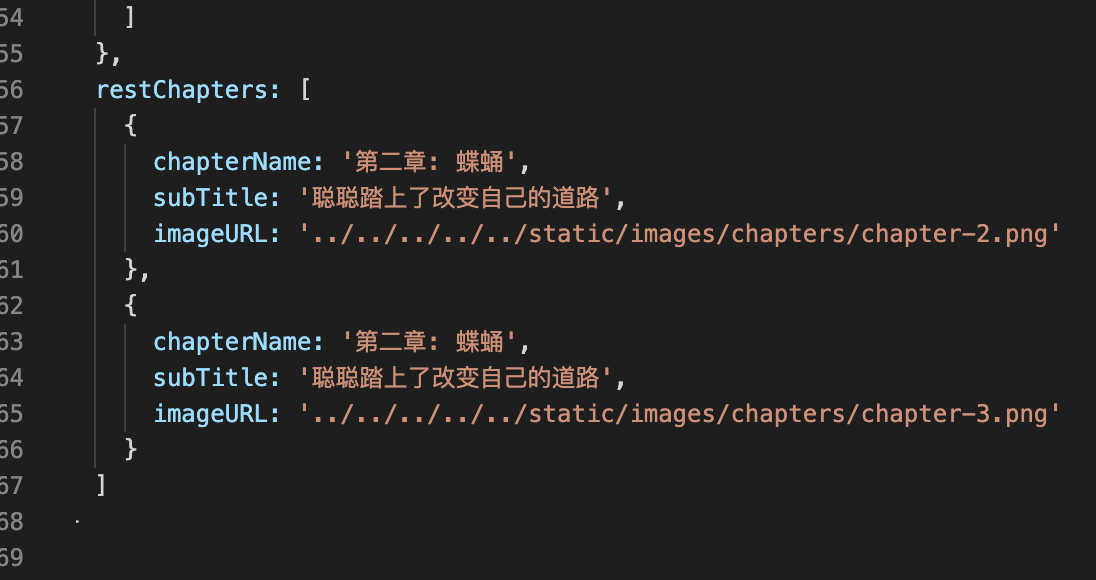 54 ]
55 },
56 restChapters: [
57 {
58 chapterName: '第二章: 蝶蛹',
59 subTitle: '聪聪踏上了改变自己的道路',
60 imageURL: '../../../../../static/images/chapters/chapter-2.png'
61 },
62 {
63 chapterName: '第二章: 蝶蛹',
64 subTitle: '聪聪踏上了改变自己的道路',
65 imageURL: '../../../../../static/images/chapters/chapter-3.png'
66 }
67 ]
68 .
69